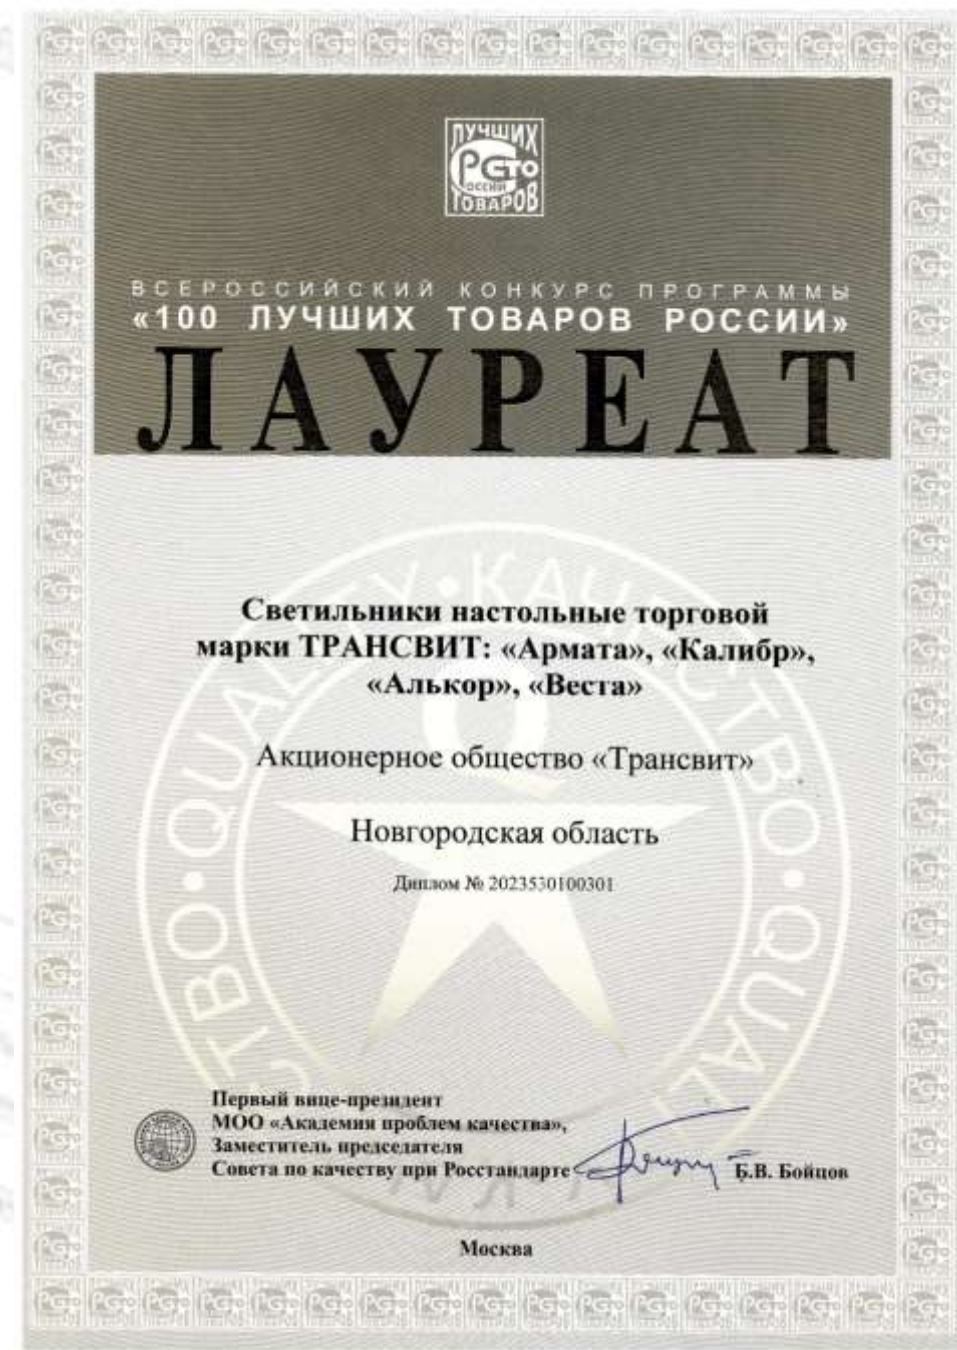 ЛУЧШИХ
РСТО
РОССИИ
ТОВАРОВ
ВСЕРОССИЙСКИЙ КОНКУРС ПРОГРАММЫ
«100 ЛУЧШИХ ТОВАРОВ РОССИИ»
ЛАУРЕАТ
Светильники настольные торговой
марки ТРАНСВИТ: «Армата», «Калибр»,
«Алькор», «Веста»
Акционерное общество «Трансвит»
Новгородская область
Диплом № 2023530100301
Первый вице-президент
МОО «Академия проблем качества»,
Заместитель председателя
Совета по качеству при Росстандарте
Б.В. Бойцов
Москва